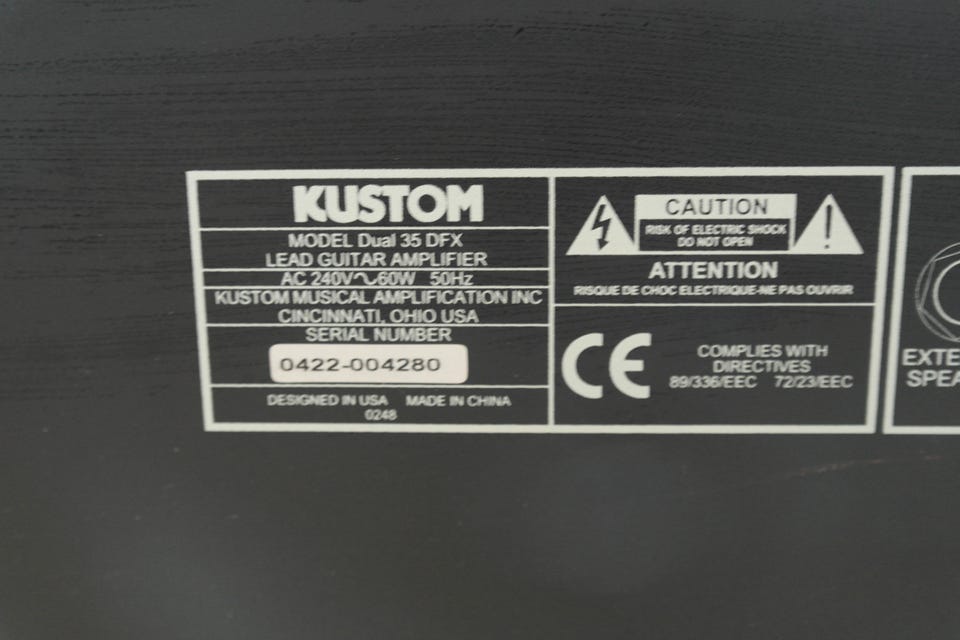 KUSTOM
MODEL Dual 35 DFX
LEAD GUITAR AMPLIFIER
AC 240V∿60W 50Hz
KUSTOM MUSICAL AMPLIFICATION INC
CINCINNATI, OHIO USA
SERIAL NUMBER
0422-004280
DESIGNED IN USA MADE IN CHINA
0248
CAUTION
RISK OF ELECTRIC SHOCK
DO NOT OPEN
ATTENTION
RISQUE DE CHOC ELECTRIQUE-NE PAS OUVRIR
CE
COMPLIES WITH
DIRECTIVES
89/336/EEC 72/23/EEC
EXTE
SPEA